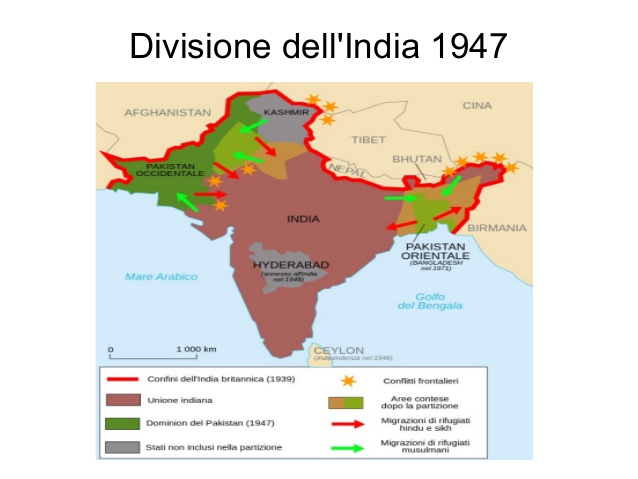 Divisione dell'India 1947
AFGHANISTAN
KASHMIR
CINA
TIBET
PAKISTAN
OCCIDENTALE
NEPAL
BHUTAN
INDIA
BIRMANIA
PAKISTAN
ORIENTALE
(BANGLADESH
nel 1971)
HYDERABAD
(annesso all'India
nel 1948)
Mare Arabico
Golfo
del Bengala
0 1 000 km
CEYLON
(indipendenza nel 1948)
Confini dell'India britannica (1939)
Unione indiana
Dominion del Pakistan (1947)
Stati non inclusi nella partizione
Conflitti frontalieri
Aree contese
dopo la partizione
Migrazioni di rifugiati
hindu e sikh
Migrazioni di rifugiati
musulmani